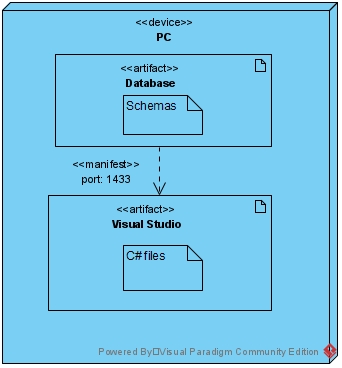 <<device>>
PC
<<artifact>>
Database
Schemas
<<manifest>>
port: 1433
<<artifact>>
Visual Studio
C# files
Powered By Visual Paradigm Community Edition